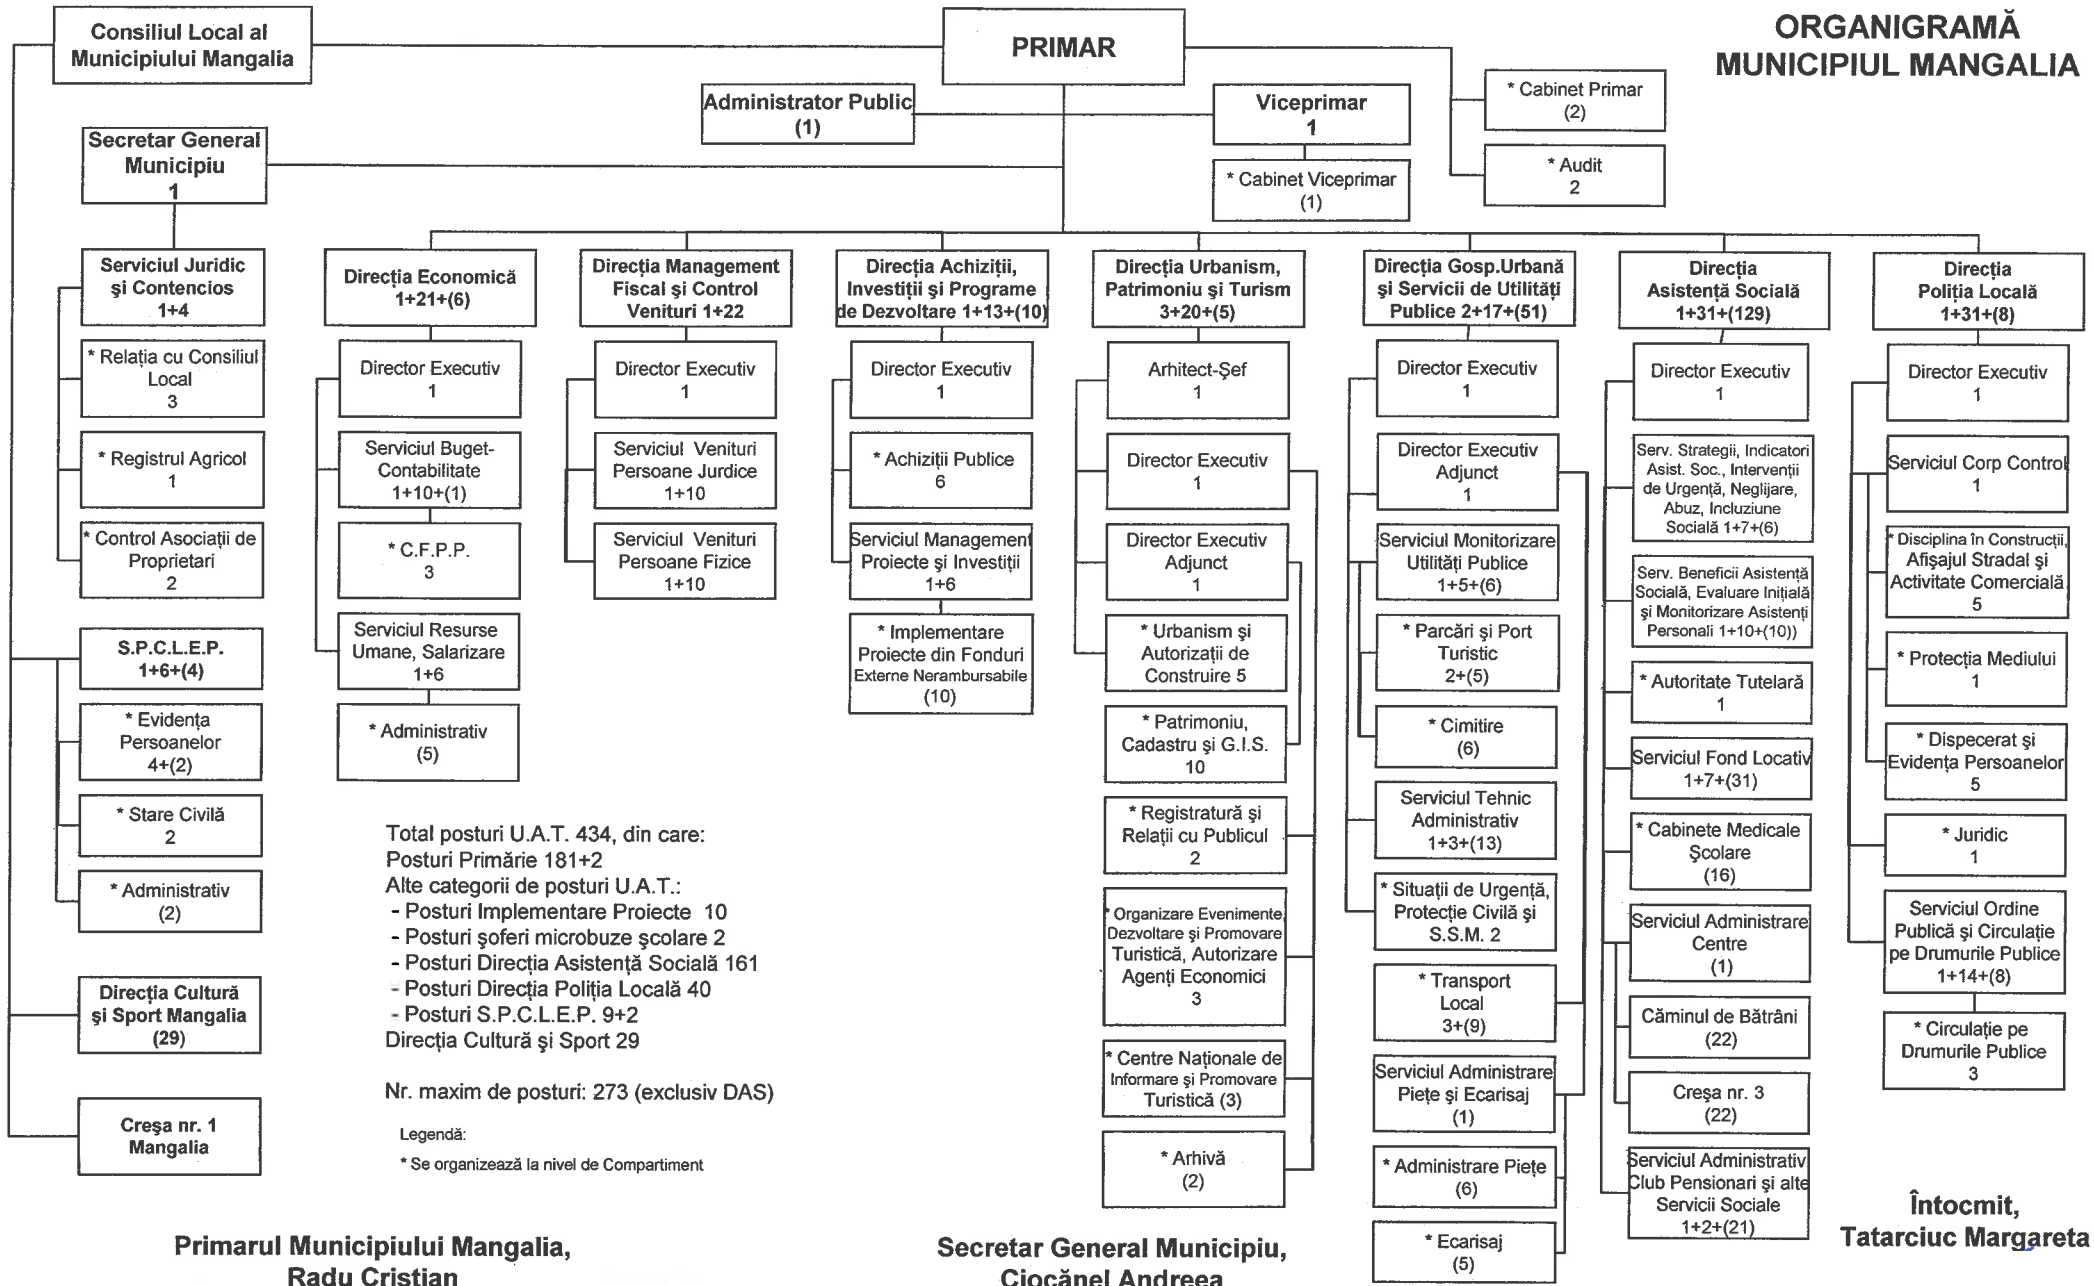 ORGANIGRAMĂ
MUNICIPIUL MANGALIA
Consiliul Local al
Municipiului Mangalia
PRIMAR
Administrator Public
(1)
Viceprimar
1
* Cabinet Viceprimar
(1)
* Cabinet Primar
(2)
* Audit
2
Secretar General
Municipiu
1
Serviciul Juridic
şi Contencios
1+4
* Relaţia cu Consiliul
Local
3
* Registrul Agricol
1
* Control Asociaţii de
Proprietari
2
S.P.C.L.E.P.
1+6+(4)
* Evidenţa
Persoanelor
4+(2)
* Stare Civilă
2
* Administrativ
(2)
Direcţia Cultură
şi Sport Mangalia
(29)
Creşa nr. 1
Mangalia
Direcţia Economică
1+21+(6)
Director Executiv
1
Serviciul Buget-
Contabilitate
1+10+(1)
* C.F.P.P.
3
Serviciul Resurse
Umane, Salarizare
1+6
* Administrativ
(5)
Direcţia Management
Fiscal şi Control
Venituri 1+22
Director Executiv
1
Serviciul Venituri
Persoane Jurdice
1+10
Serviciul Venituri
Persoane Fizice
1+10
Direcţia Achiziţii,
Investiţii şi Programe
de Dezvoltare 1+13+(10)
Director Executiv
1
* Achiziţii Publice
6
Serviciul Management
Proiecte şi Investiţii
1+6
* Implementare
Proiecte din Fonduri
Externe Nerambursabile
(10)
Direcţia Urbanism,
Patrimoniu şi Turism
3+20+(5)
Arhitect-Şef
1
Director Executiv
1
Director Executiv
Adjunct
1
* Urbanism şi
Autorizaţii de
Construire 5
* Patrimoniu,
Cadastru şi G.I.S.
10
* Registratură şi
Relaţii cu Publicul
2
* Organizare Evenimente,
Dezvoltare şi Promovare
Turistică, Autorizare
Agenţi Economici
3
* Centre Naţionale de
Informare şi Promovare
Turistică (3)
* Arhivă
(2)
Direcţia Gosp.Urbană
şi Servicii de Utilităţi
Publice 2+17+(51)
Director Executiv
1
Director Executiv
Adjunct
1
Serviciul Monitorizare
Utilităţi Publice
1+5+(6)
* Parcări şi Port
Turistic
2+(5)
* Cimitire
(6)
Serviciul Tehnic
Administrativ
1+3+(13)
* Situaţii de Urgenţă,
Protecţie Civilă şi
S.S.M. 2
* Transport
Local
3+(9)
Serviciul Administrare
Pieţe şi Ecarisaj
(1)
* Administrare Pieţe
(6)
* Ecarisaj
(5)
Direcţia
Asistenţă Socială
1+31+(129)
Director Executiv
1
Serv. Strategii, Indicatori
Asist. Soc., Intervenţii
de Urgenţă, Neglijare,
Abuz, Incluziune
Socială 1+7+(6)
Serv. Beneficii Asistenţă
Socială, Evaluare Iniţială
şi Monitorizare Asistenţi
Personali 1+10+(10))
* Autoritate Tutelară
1
Serviciul Fond Locativ
1+7+(31)
* Cabinete Medicale
Şcolare
(16)
Serviciul Administrare
Centre
(1)
Căminul de Bătrâni
(22)
Creşa nr. 3
(22)
Serviciul Administrativ
Club Pensionari şi alte
Servicii Sociale
1+2+(21)
Direcţia
Poliţia Locală
1+31+(8)
Director Executiv
1
Serviciul Corp Control
1
* Disciplina în Construcţii,
Afişajul Stradal şi
Activitate Comercială
5
* Protecţia Mediului
1
* Dispecerat şi
Evidenţa Persoanelor
5
* Juridic
1
Serviciul Ordine
Publică şi Circulaţie
pe Drumurile Publice
1+14+(8)
* Circulaţie pe
Drumurile Publice
3
Total posturi U.A.T. 434, din care:
Posturi Primărie 181+2
Alte categorii de posturi U.A.T.:
- Posturi Implementare Proiecte 10
- Posturi şoferi microbuze şcolare 2
- Posturi Direcţia Asistenţă Socială 161
- Posturi Direcţia Poliţia Locală 40
- Posturi S.P.C.L.E.P. 9+2
Direcţia Cultură şi Sport 29
Nr. maxim de posturi: 273 (exclusiv DAS)
Legendă:
* Se organizează la nivel de Compartiment
Primarul Municipiului Mangalia,
Radu Cristian
Secretar General Municipiu,
Ciocănel Andreea
Întocmit,
Tatarciuc Margareta